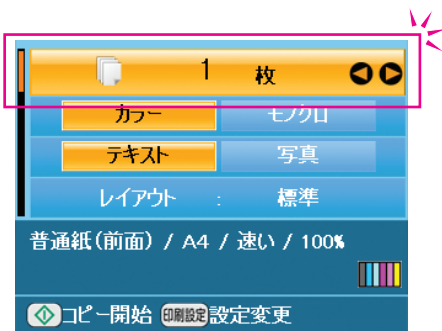 1 枚
カラー モノクロ
テキスト 写真
レイアウト : 標準
普通紙(前面) / A4 / 速い / 100%
コピー開始 印刷設定 設定変更